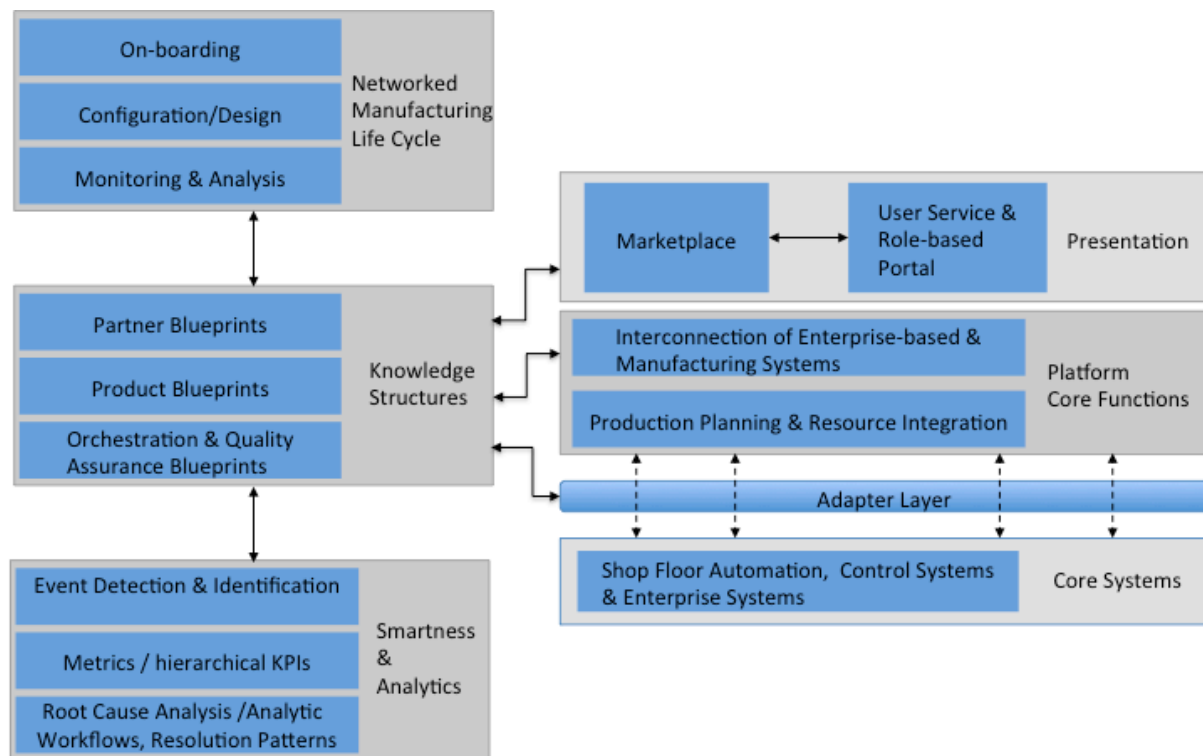 On-boarding
Configuration/Design
Monitoring & Analysis
Networked
Manufacturing
Life Cycle
Partner Blueprints
Product Blueprints
Orchestration & Quality
Assurance Blueprints
Knowledge
Structures
Event Detection & Identification
Metrics / hierarchical KPIs
Root Cause Analysis /Analytic
Workflows, Resolution Patterns
Smartness
&
Analytics
Marketplace
User Service &
Role-based
Portal
Presentation
Interconnection of Enterprise-based &
Manufacturing Systems
Production Planning & Resource Integration
Platform
Core Functions
Adapter Layer
Shop Floor Automation,  Control Systems
& Enterprise Systems
Core Systems